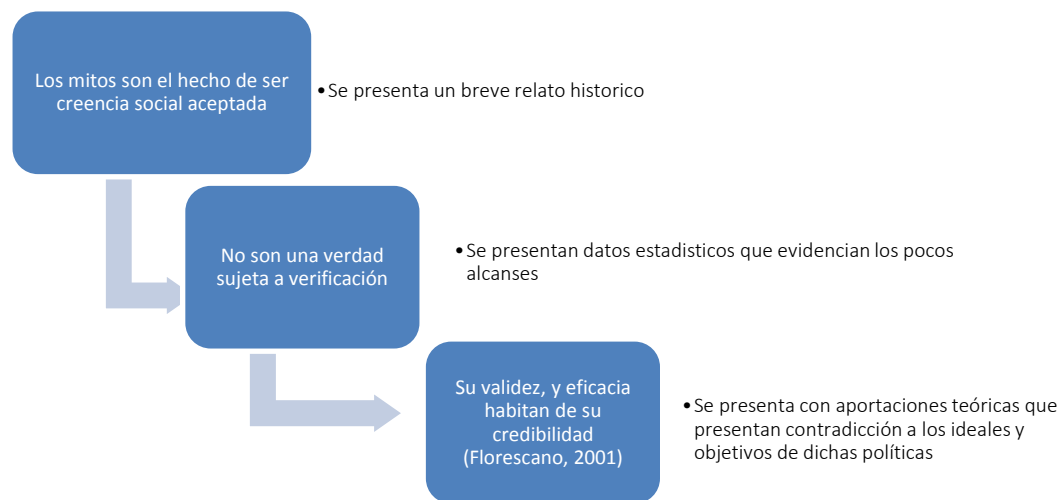 Los mitos son el hecho de ser
creencia social aceptada
•Se presenta un breve relato historico
No son una verdad
sujeta a verificación
•Se presentan datos estadisticos que evidencian los pocos
alcanses
Su validez, y eficacia
habitan de su
credibilidad
(Florescano, 2001)
•Se presenta con aportaciones teóricas que
presentan contradicción a los ideales y
objetivos de dichas políticas